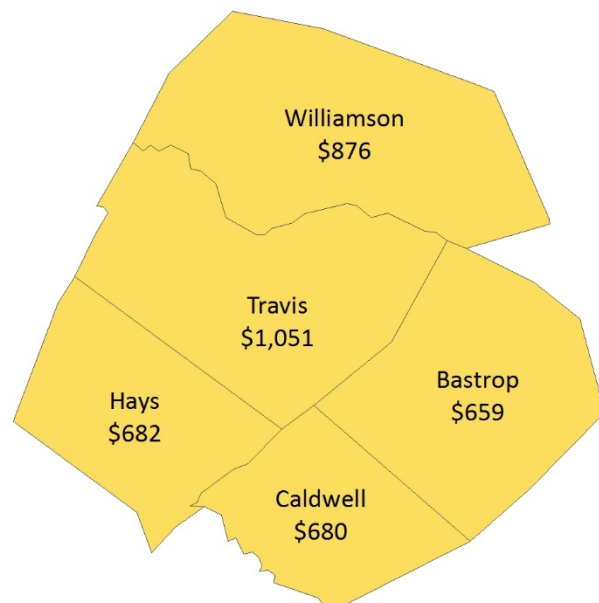 Williamson
$876
Travis
$1,051
Bastrop
$659
Hays
$682
Caldwell
$680